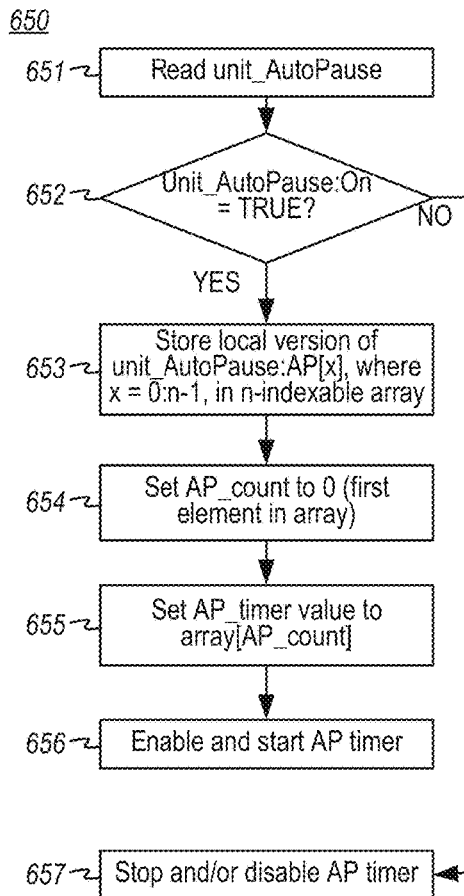 650
651
Read unit_AutoPause
652
Unit_AutoPause:On
= TRUE?
NO
YES
653
Store local version of
unit_AutoPause:AP[x], where
x = 0:n-1, in n-indexable array
654
Set AP_count to 0 (first
element in array)
655
Set AP_timer value to
array[AP_count]
656
Enable and start AP timer
657
Stop and/or disable AP timer